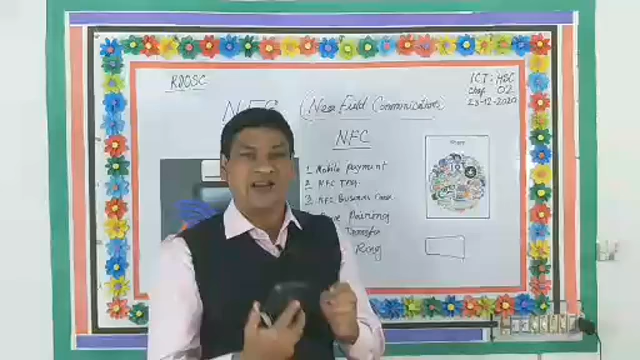 RDOSC
ICT : HSC
Chap 02
23-12-2020
NFC (Near Field Communication)
NFC
1. Mobile Payment
2. NFC TAG
3. NFC Business Card
Pairing
Transfer
Ring